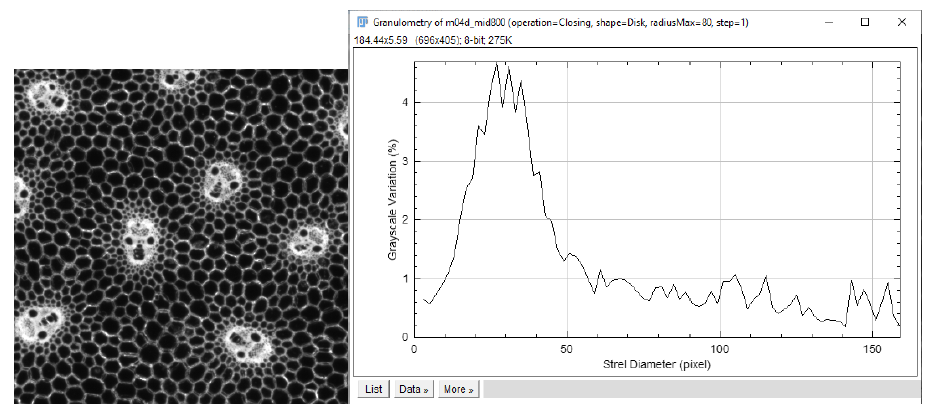 Granulometry of m04d_mid800 (operation=Closing, shape=Disk, radiusMax=80, step=1)
184.44x5.59 (696x405); 8-bit; 275K
4
3
2
1
0
Grayscale Variation (%)
0 50 100 150
Strel Diameter (pixel)
List Data » More »